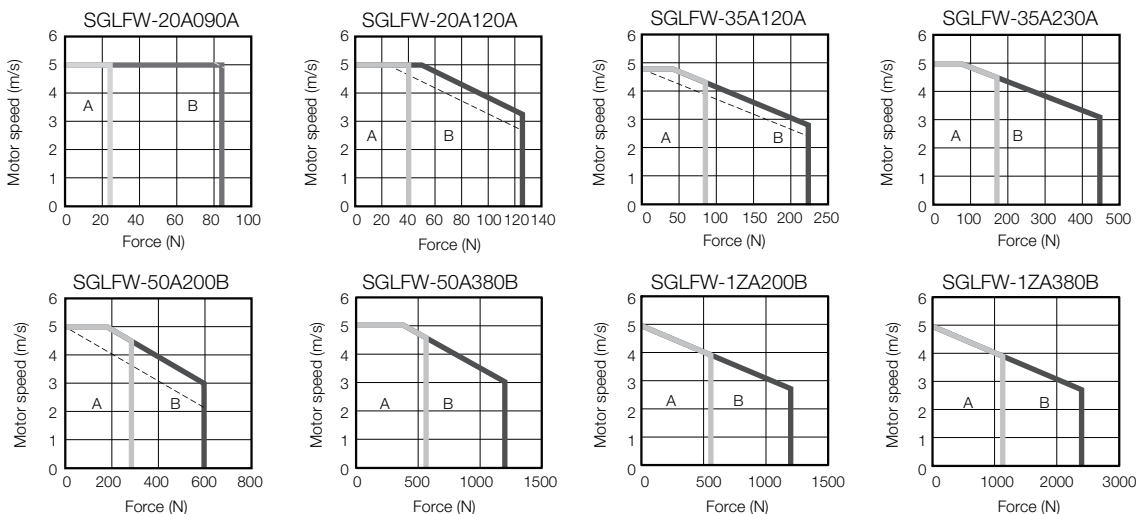 SGLFW-20A090A
SGLFW-20A120A
SGLFW-35A120A
SGLFW-35A230A
Motor speed (m/s)
6
5
4
3
2
1
0
A
B
0 20 40 60 80 100
Force (N)
Motor speed (m/s)
6
5
4
3
2
1
0
A
B
0 20 40 60 80 100 120 140
Force (N)
Motor speed (m/s)
6
5
4
3
2
1
0
A
B
0 50 100 150 200 250
Force (N)
Motor speed (m/s)
6
5
4
3
2
1
0
A
B
0 100 200 300 400 500
Force (N)
SGLFW-50A200B
SGLFW-50A380B
SGLFW-1ZA200B
SGLFW-1ZA380B
Motor speed (m/s)
6
5
4
3
2
1
0
A
B
0 200 400 600 800
Force (N)
Motor speed (m/s)
6
5
4
3
2
1
0
A
B
0 500 1000 1500
Force (N)
Motor speed (m/s)
6
5
4
3
2
1
0
A
B
0 500 1000 1500
Force (N)
Motor speed (m/s)
6
5
4
3
2
1
0
A
B
0 1000 2000 3000
Force (N)